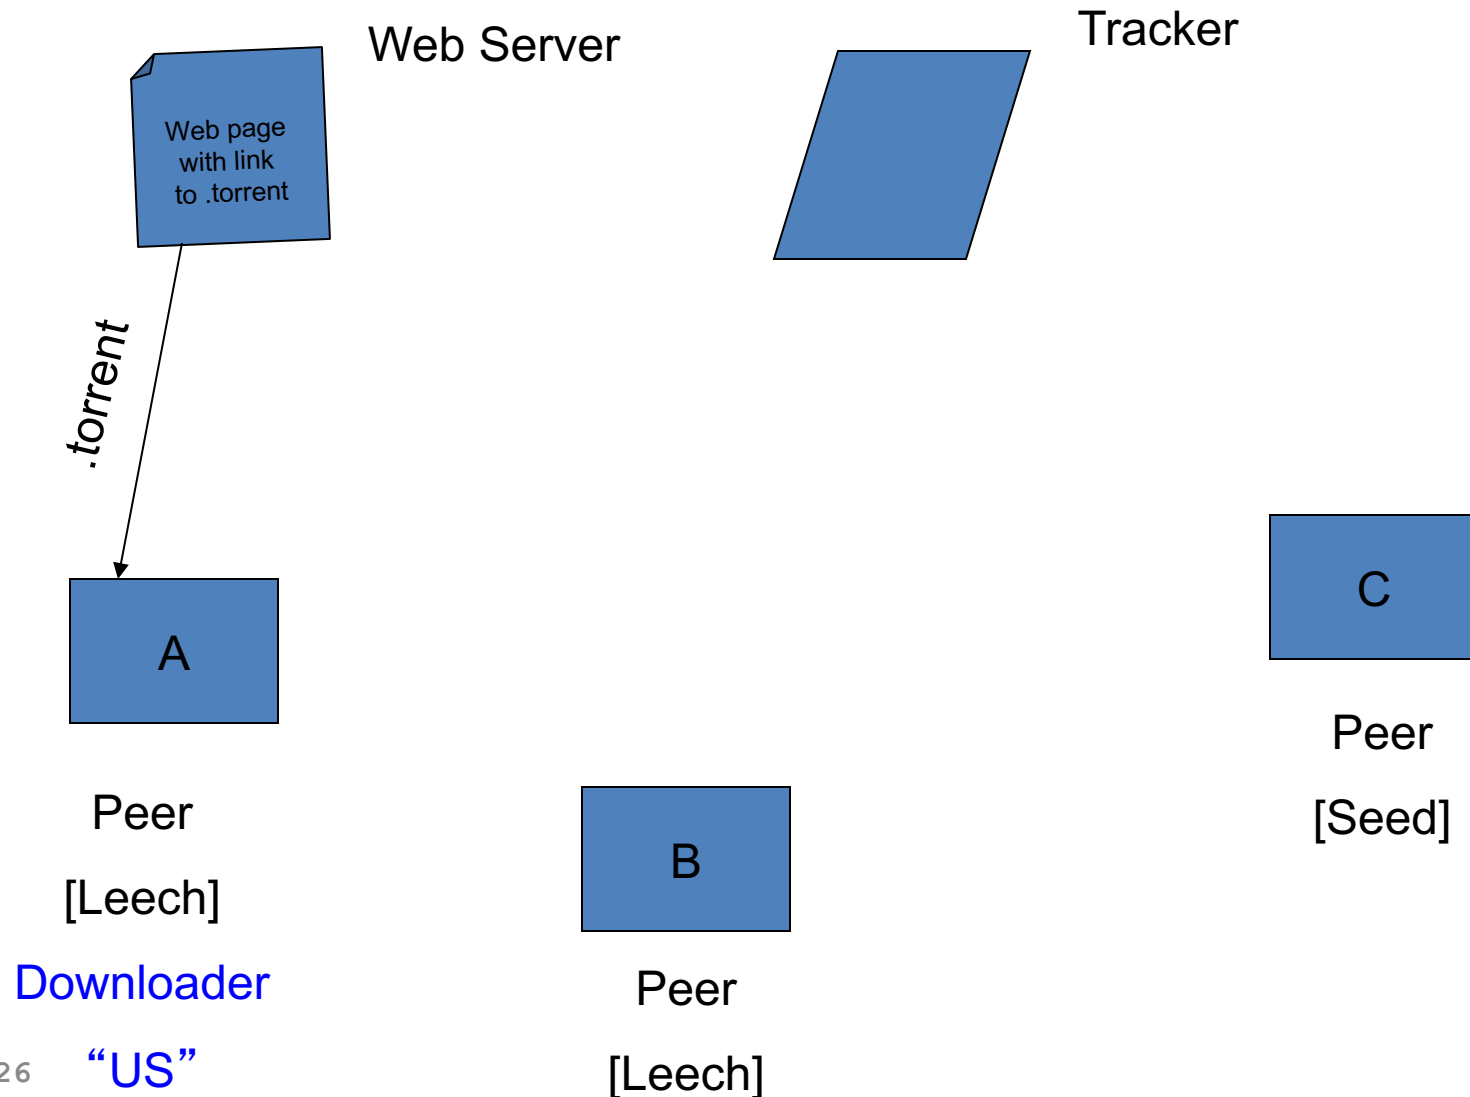 Web Server
Tracker
Web page
with link
to .torrent
.torrent
A
Peer
[Leech]
Downloader
“US”
B
Peer
[Leech]
C
Peer
[Seed]
26